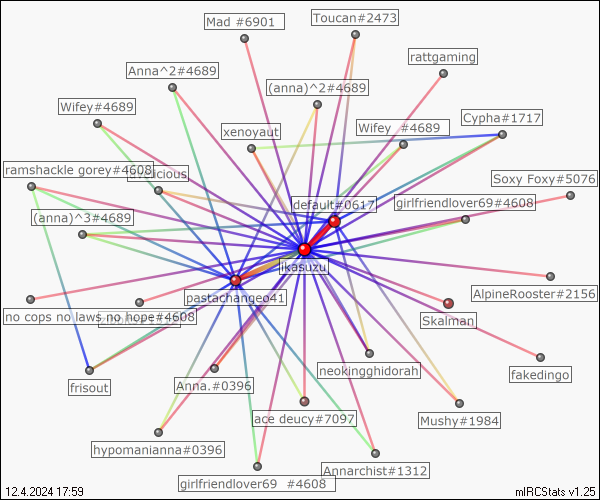 Mad #6901
Toucan#2473
rattgaming
Anna^2#4689
(anna)^2#4689
Wifey#4689
xenoyaut
Wifey_#4689
Cypha#1717
ramshackle gorey#4608
Soxy Foxy#5076
default#0617
girlfriendlover69#4608
(anna)^3#4689
ikasuzu
pastachangeo41
AlpineRooster#2156
no cops no laws no hope#4608
Skalman
neokingghidorah
fakedingo
frisout
Anna.#0396
ace deucy#7097
Mushy#1984
hypomanianna#0396
Annarchist#1312
girlfriendlover69 #4608
12.4.2024 17:59
mIRCStats v1.25